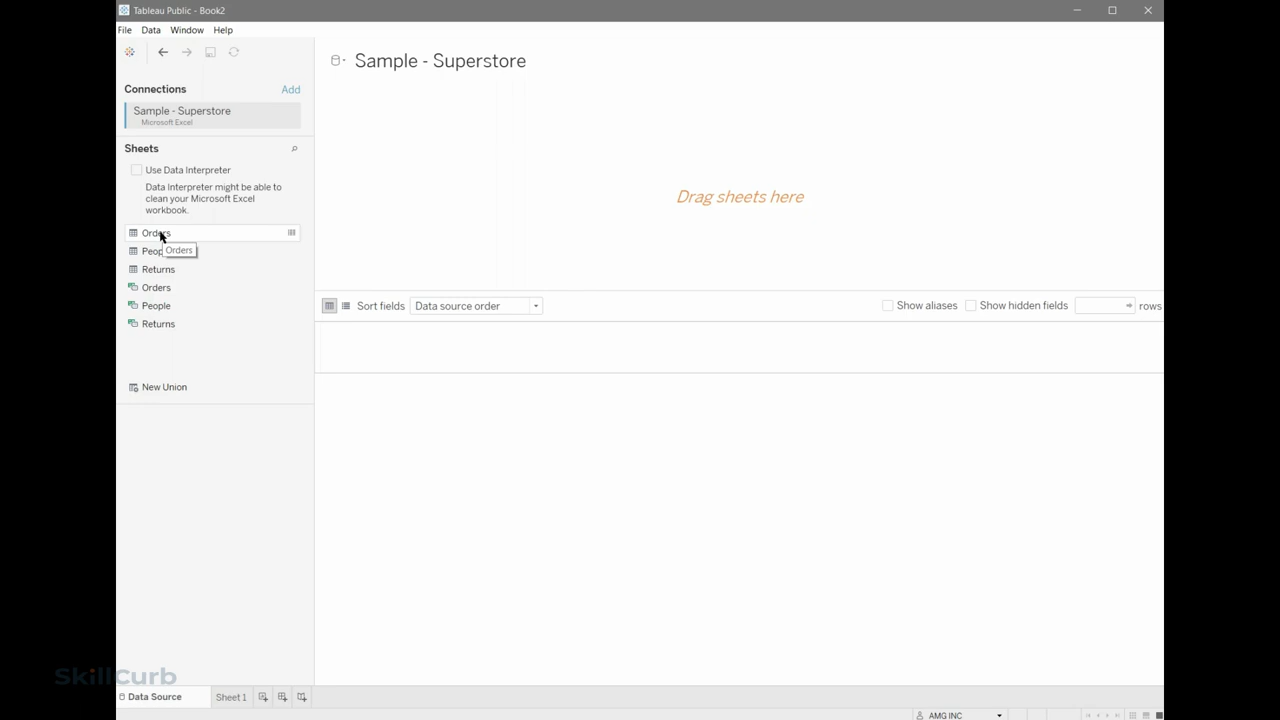 Tableau Public - Book2
File Data Window Help
Sample - Superstore
Connections Add
Sample - Superstore
Microsoft Excel
Sheets
Use Data Interpreter
Data Interpreter might be able to
clean your Microsoft Excel
workbook.
Drag sheets here
Orders
Orders
Returns
Orders
People
Returns
Sort fields Data source order Show aliases Show hidden fields rows
New Union
SkillCurb
Data Source Sheet 1
AMG INC